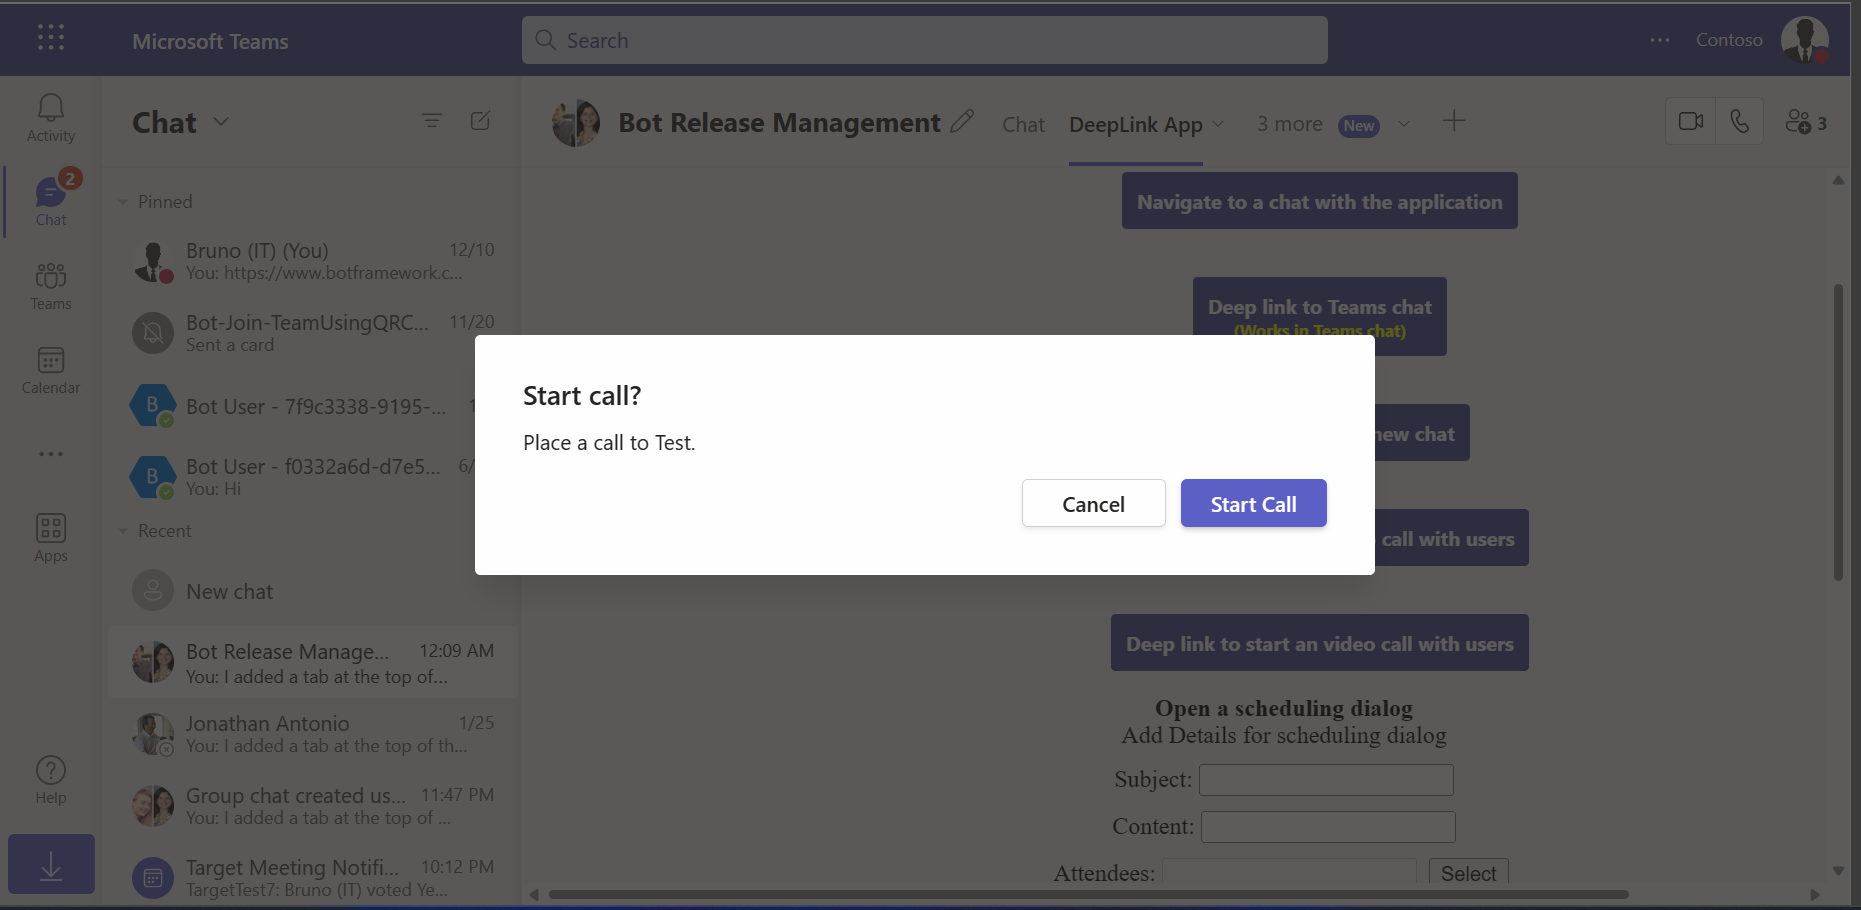 Microsoft Teams
Search
Contoso
Activity
2
Chat
Teams
Calendar
Apps
Help
Chat
Pinned
Bruno (IT) (You) 12/10
You: https://www.botframework.c...
Bot-Join-TeamUsingQRC... 11/20
Sent a card
B Bot User - 7f9c3338-9195-...
B Bot User - f0332a6d-d7e5... 6/
You: Hi
Recent
New chat
Bot Release Manage... 12:09 AM
You: I added a tab at the top of...
Jonathan Antonio 1/25
You: I added a tab at the top of th...
Group chat created us... 11:47 PM
You: I added a tab at the top of ...
Target Meeting Notifi... 10:12 PM
TargetTest7: Bruno (IT) voted Ye...
Bot Release Management Chat DeepLink App 3 more New 3
Navigate to a chat with the application
Deep link to Teams chat
(Works in Teams chat)
new chat
call with users
Start call?
Place a call to Test.
Cancel Start Call
Deep link to start an video call with users
Open a scheduling dialog
Add Details for scheduling dialog
Subject:
Content:
Attendees: Select